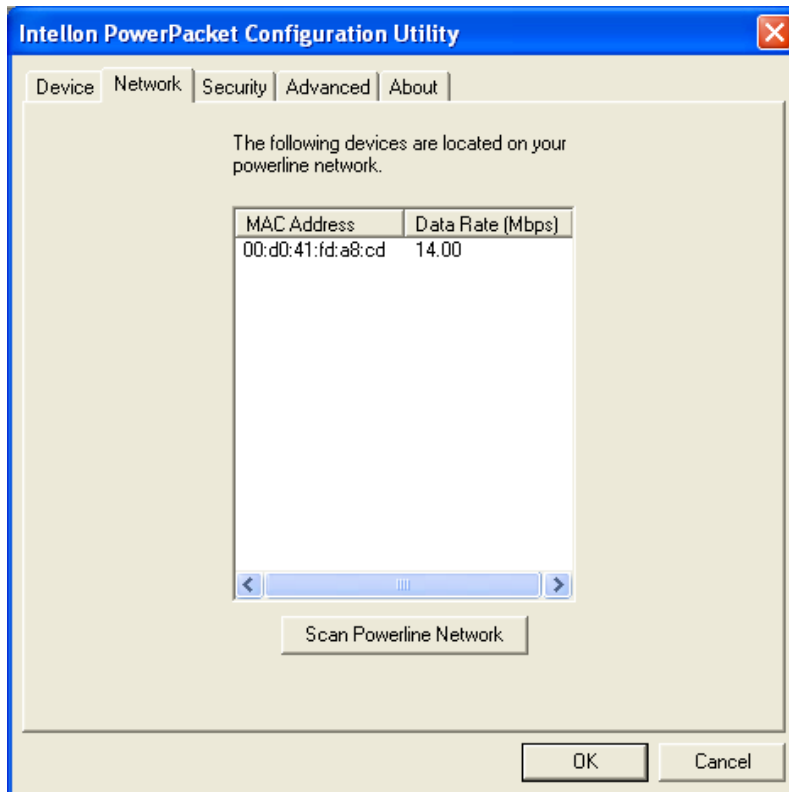 Intellon PowerPacket Configuration Utility
Device Network Security Advanced About
The following devices are located on your
powerline network.
MAC Address Data Rate (Mbps)
00:d0:41:fd:a8:cd 14.00
Scan Powerline Network
OK Cancel